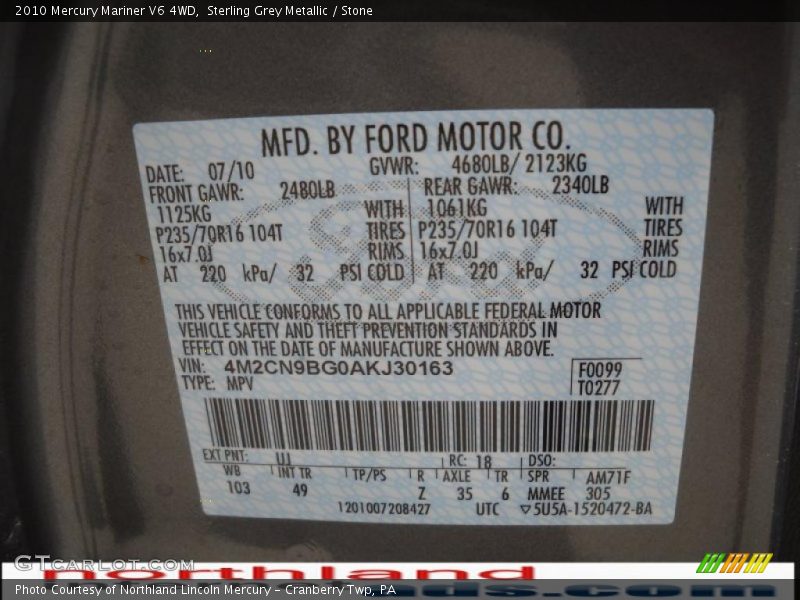 2010 Mercury Mariner V6 4WD, Sterling Grey Metallic / Stone
MFD. BY FORD MOTOR CO.
DATE: 07/10 GVWR: 4680LB/ 2123KG
FRONT GAWR: 2480LB REAR GAWR: 2340LB
1125KG WITH 1061KG WITH
P235/70R16 104T TIRES P235/70R16 104T TIRES
16x7.0J RIMS 16x7.0J RIMS
AT 220 kPa/ 32 PSI COLD AT 220 kPa/ 32 PSI COLD
THIS VEHICLE CONFORMS TO ALL APPLICABLE FEDERAL MOTOR
VEHICLE SAFETY AND THEFT PREVENTION STANDARDS IN
EFFECT ON THE DATE OF MANUFACTURE SHOWN ABOVE.
VIN: 4M2CN9BG0AKJ30163 F0099
TYPE: MPV T0277
EXT PNT: UJ RC: 18 DSO:
WB INT TR TP/PS R AXLE TR SPR AM71F
103 49 Z 35 6 MMEE 305
1201007208427 UTC ▽5U5A-1520472-BA
GTCarLot.com
northland
Photo Courtesy of Northland Lincoln Mercury - Cranberry Twp, PA